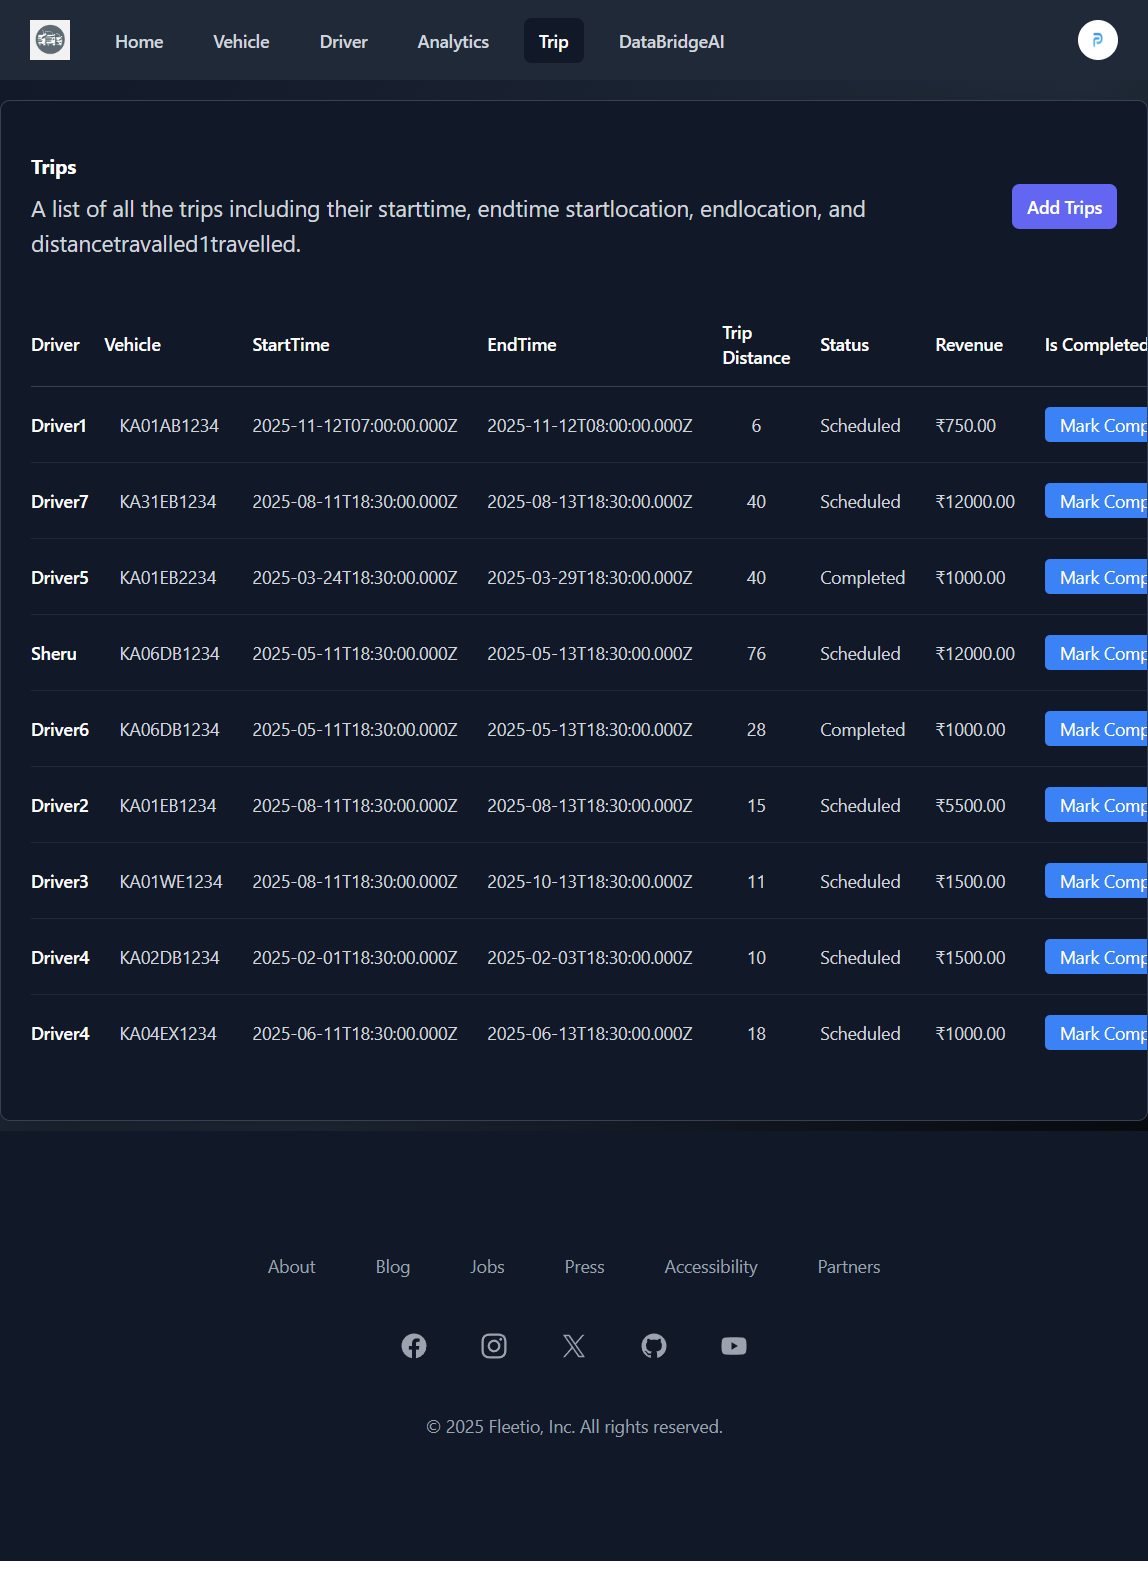 Home Vehicle Driver Analytics Trip DataBridgeAI
Trips
A list of all the trips including their starttime, endtime startlocation, endlocation, and
distancetravalled1travelled.
Add Trips
Driver Vehicle StartTime EndTime Trip Distance Status Revenue Is Completed
Driver1 KA01AB1234 2025-11-12T07:00:00.000Z 2025-11-12T08:00:00.000Z 6 Scheduled ₹750.00 Mark Comp
Driver7 KA31EB1234 2025-08-11T18:30:00.000Z 2025-08-13T18:30:00.000Z 40 Scheduled ₹12000.00 Mark Comp
Driver5 KA01EB2234 2025-03-24T18:30:00.000Z 2025-03-29T18:30:00.000Z 40 Completed ₹1000.00 Mark Comp
Sheru KA06DB1234 2025-05-11T18:30:00.000Z 2025-05-13T18:30:00.000Z 76 Scheduled ₹12000.00 Mark Comp
Driver6 KA06DB1234 2025-05-11T18:30:00.000Z 2025-05-13T18:30:00.000Z 28 Completed ₹1000.00 Mark Comp
Driver2 KA01EB1234 2025-08-11T18:30:00.000Z 2025-08-13T18:30:00.000Z 15 Scheduled ₹5500.00 Mark Comp
Driver3 KA01WE1234 2025-08-11T18:30:00.000Z 2025-10-13T18:30:00.000Z 11 Scheduled ₹1500.00 Mark Comp
Driver4 KA02DB1234 2025-02-01T18:30:00.000Z 2025-02-03T18:30:00.000Z 10 Scheduled ₹1500.00 Mark Comp
Driver4 KA04EX1234 2025-06-11T18:30:00.000Z 2025-06-13T18:30:00.000Z 18 Scheduled ₹1000.00 Mark Comp
About Blog Jobs Press Accessibility Partners
© 2025 Fleetio, Inc. All rights reserved.